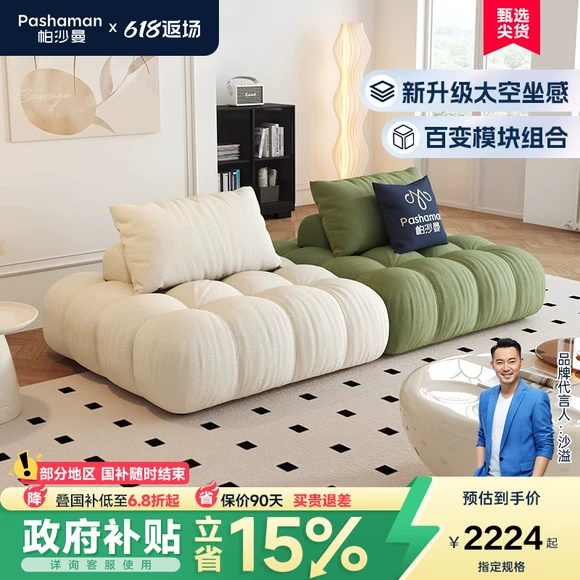 Pashaman
帕沙曼
x 618返场
甄选
尖货
新升级太空坐感
百变模块组合
Pashaman
帕沙曼
品牌代言人：沙溢
部分地区 国补随时结束
降 叠国补低至6.8折起
省 保价90天 买贵退差
政府补贴
详询客服使用
立省15%
预估到手价
¥2224起
指定规格